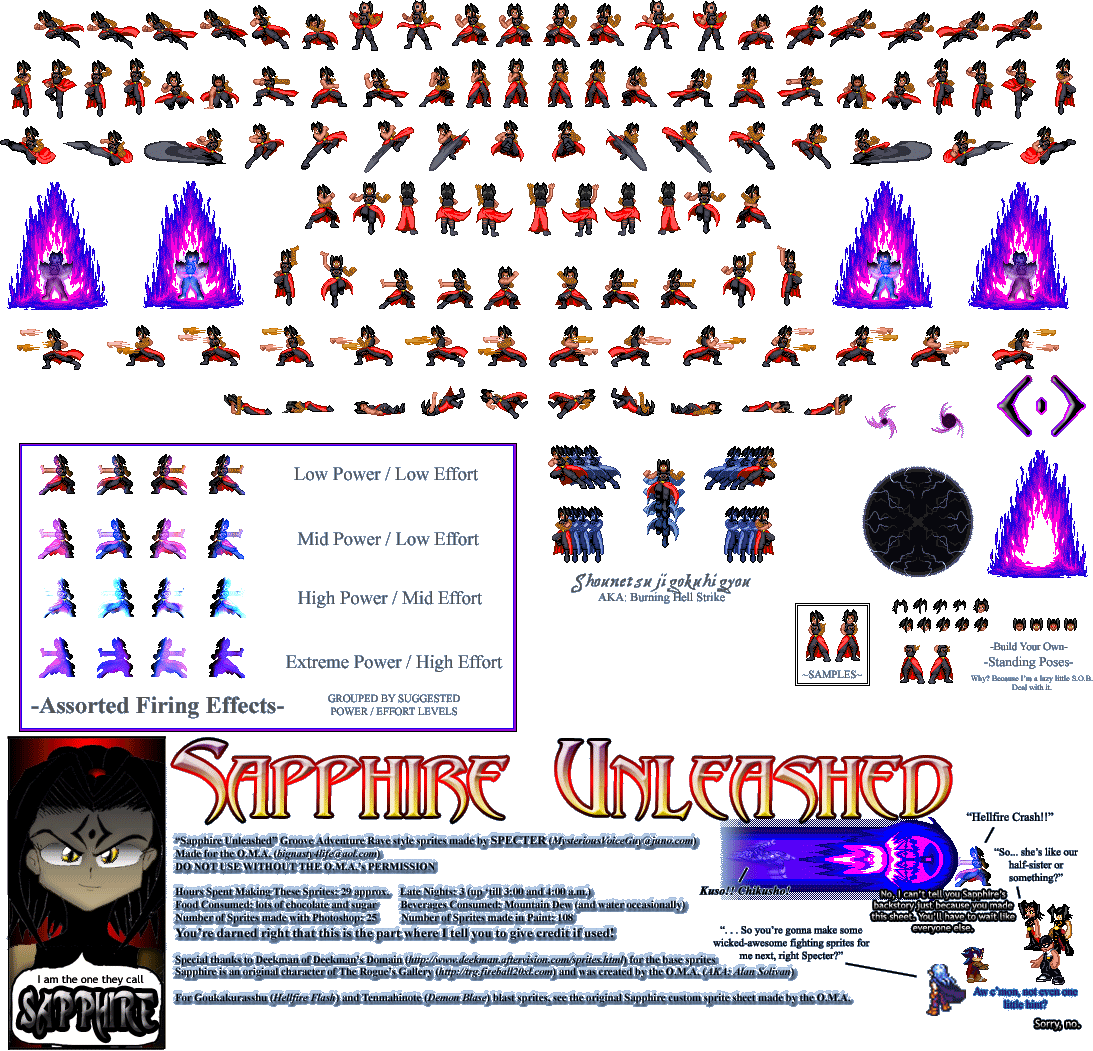 Low Power / Low Effort
Mid Power / Low Effort
High Power / Mid Effort
Extreme Power / High Effort
-Assorted Firing Effects-
GROUPED BY SUGGESTED
POWER / EFFORT LEVELS
Shounetsu jigokuhi gyou
AKA: Burning Hell Strike
~SAMPLES~
-Build Your Own-
-Standing Poses-
Why? Because I'm a lazy little S.O.B.
Deal with it.
SAPPHIRE UNLEASHED
"Sapphire Unleashed" Groove Adventure Rave style sprites made by SPECTER (MysteriousVoiceGuy@juno.com)
Made for the O.M.A. (bignasty4life@aol.com)
DO NOT USE WITHOUT THE O.M.A.'s PERMISSION
Hours Spent Making These Sprites: 29 approx. Late Nights: 3 (up 'till 3:00 and 4:00 a.m.)
Food Consumed: lots of chocolate and sugar Beverages Consumed: Mountain Dew (and water occasionally)
Number of Sprites made with Photoshop: 25 Number of Sprites made in Paint: 108
You're darned right that this is the part where I tell you to give credit if used!
Special thanks to Deekman of Deekman's Domain (http://www.deekman.aftervision.com/sprites.html) for the base sprites
Sapphire is an original character of The Rogue's Gallery (http://trg.fireball20xl.com) and was created by the O.M.A. (AKA: Alan Solivan)
For Goukakurasshu (Hellfire Flash) and Tenmahinote (Demon Blase) blast sprites, see the original Sapphire custom sprite sheet made by the O.M.A.
I am the one they call
SAPPHIRE
"Hellfire Crash!!"
Kuso!! Chikusho!
"So... she's like our
half-sister or
something?"
No, I can't tell you Sapphire's
backstory just because you made
this sheet. You'll have to wait like
everyone else.
". . . So you're gonna make some
wicked-awesome fighting sprites for
me next, right Specter?"
Aw c'mon, not even one
little hint?
Sorry, no.